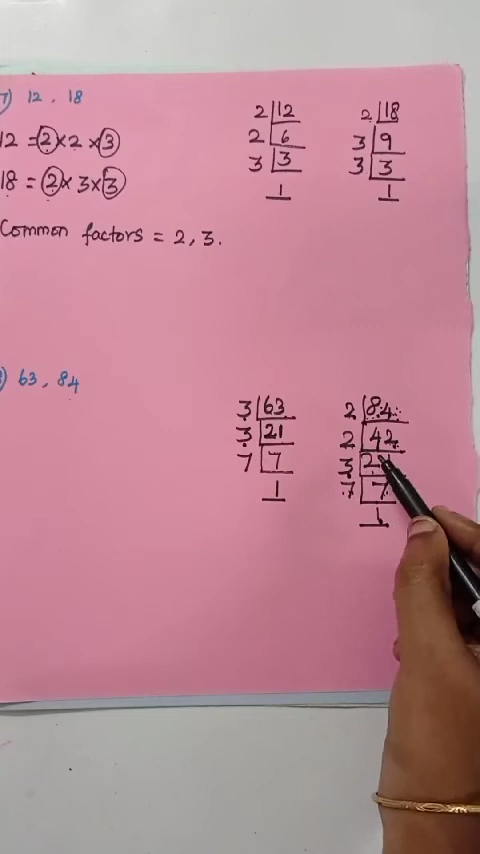 7) 12, 18
12 = 2 × 2 × 3
18 = 2 × 3 × 3
Common factors = 2, 3.
2 | 12
2 | 6
3 | 3
1
2 | 18
3 | 9
3 | 3
1
) 63, 84
3 | 63
3 | 21
7 | 7
1
2 | 84
2 | 42
3 | 21
7 | 7
1